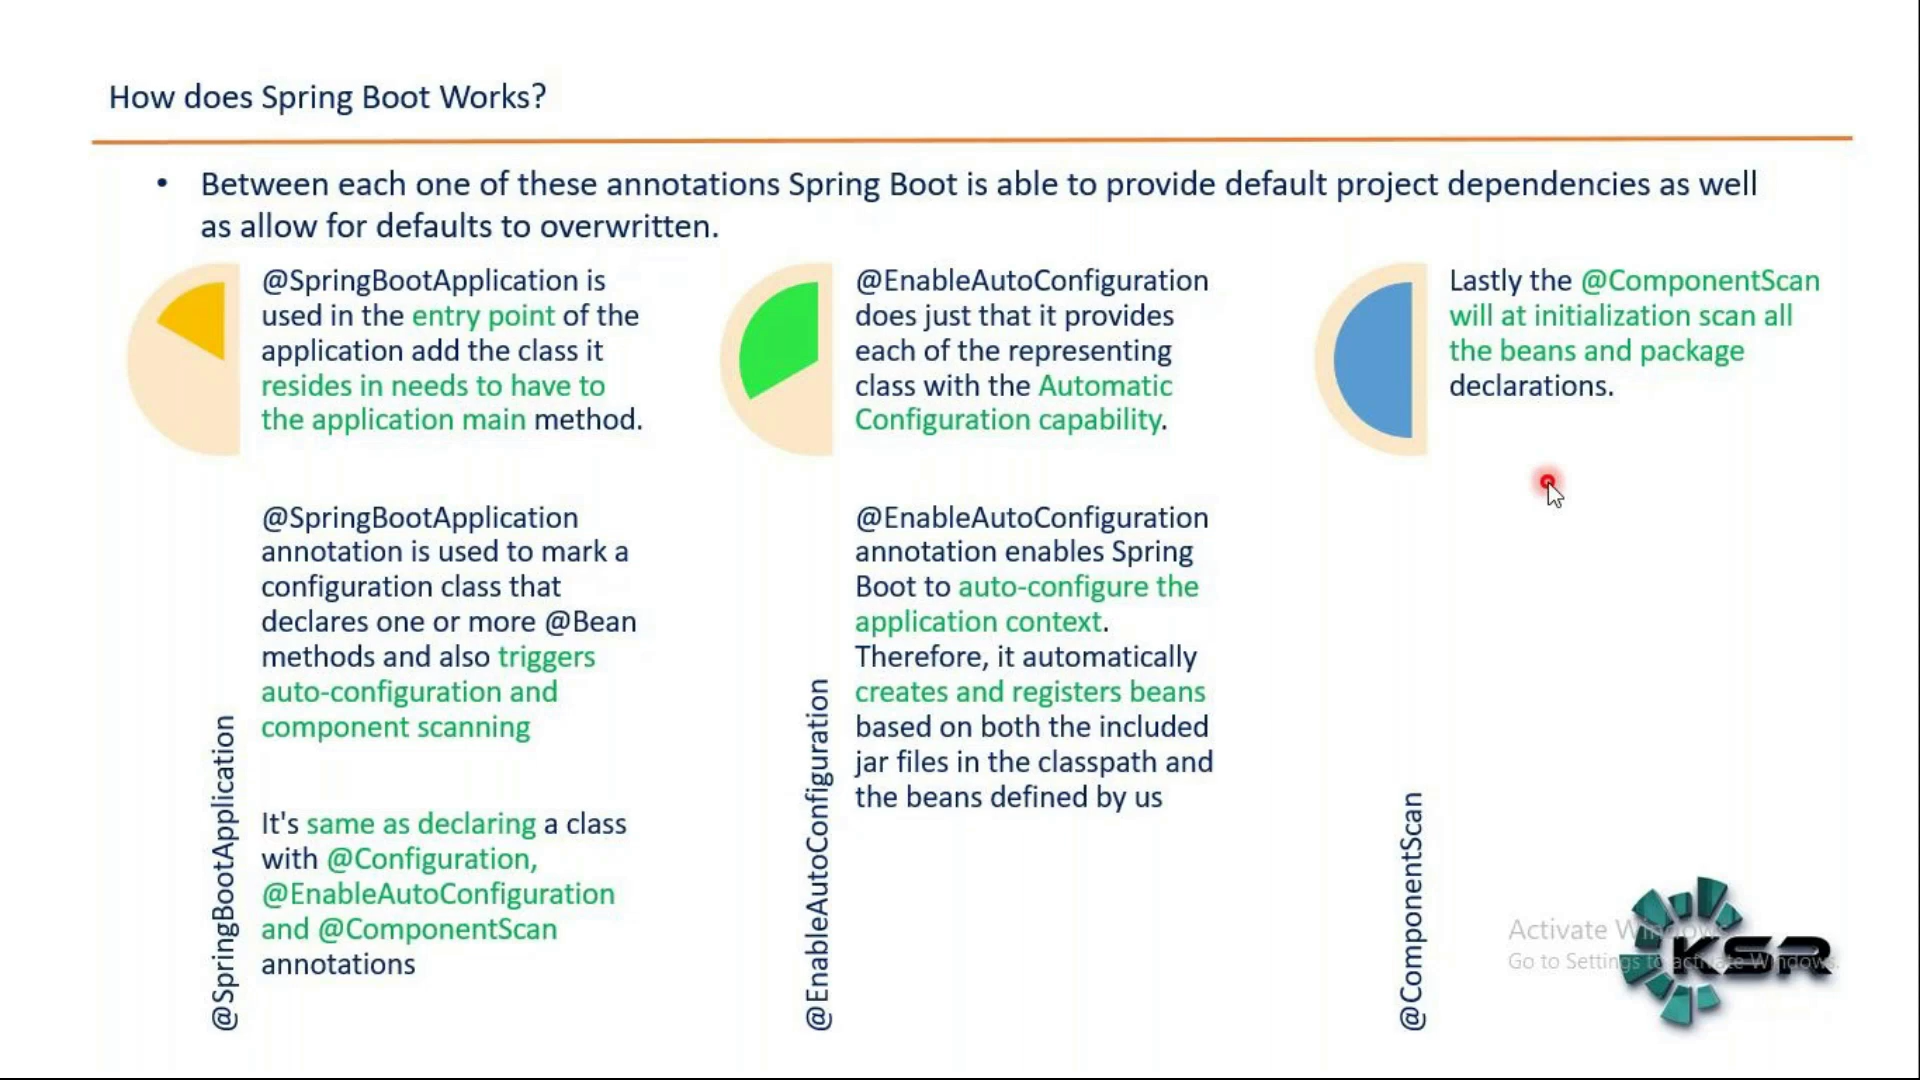 How does Spring Boot Works?
• Between each one of these annotations Spring Boot is able to provide default project dependencies as well
as allow for defaults to overwritten.
@SpringBootApplication is
used in the entry point of the
application add the class it
resides in needs to have to
the application main method.
@SpringBootApplication
annotation is used to mark a
configuration class that
declares one or more @Bean
methods and also triggers
auto-configuration and
component scanning
It's same as declaring a class
with @Configuration,
@EnableAutoConfiguration
and @ComponentScan
annotations
@SpringBootApplication
@EnableAutoConfiguration
does just that it provides
each of the representing
class with the Automatic
Configuration capability.
@EnableAutoConfiguration
annotation enables Spring
Boot to auto-configure the
application context.
Therefore, it automatically
creates and registers beans
based on both the included
jar files in the classpath and
the beans defined by us
@EnableAutoConfiguration
Lastly the @ComponentScan
will at initialization scan all
the beans and package
declarations.
@ComponentScan
Activate Windows
Go to Settings to activate Windows.
KSR